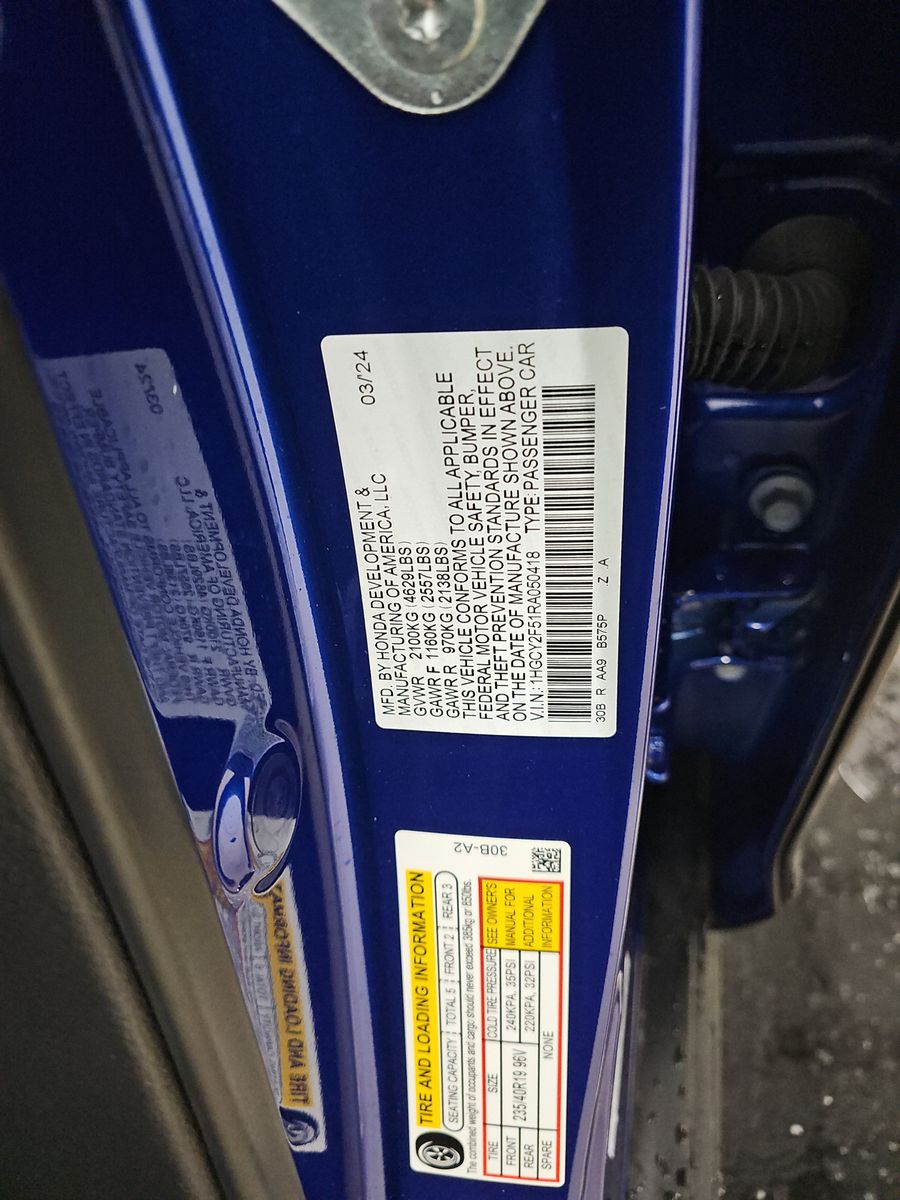 MFD. BY HONDA DEVELOPMENT & 03/'24
MANUFACTURING OF AMERICA, LLC
GVWR 2100KG (4629LBS)
GAWR F 1160KG (2557LBS)
GAWR R 970KG (2138LBS)
THIS VEHICLE CONFORMS TO ALL APPLICABLE
FEDERAL MOTOR VEHICLE SAFETY, BUMPER,
AND THEFT PREVENTION STANDARDS IN EFFECT
ON THE DATE OF MANUFACTURE SHOWN ABOVE.
V.I.N.:1HGCY2F51RA050418 TYPE:PASSENGER CAR
30B R AA9 B575P Z A
TIRE AND LOADING INFORMATION
30B-A2
SEATING CAPACITY TOTAL 5 FRONT 2 REAR 3
The combined weight of occupants and cargo should never exceed 385kg or 850lbs.
TIRE SIZE COLD TIRE PRESSURE SEE OWNER'S
FRONT 235/40R19 96V 240KPA, 35PSI MANUAL FOR
REAR 220KPA, 32PSI ADDITIONAL
SPARE NONE INFORMATION